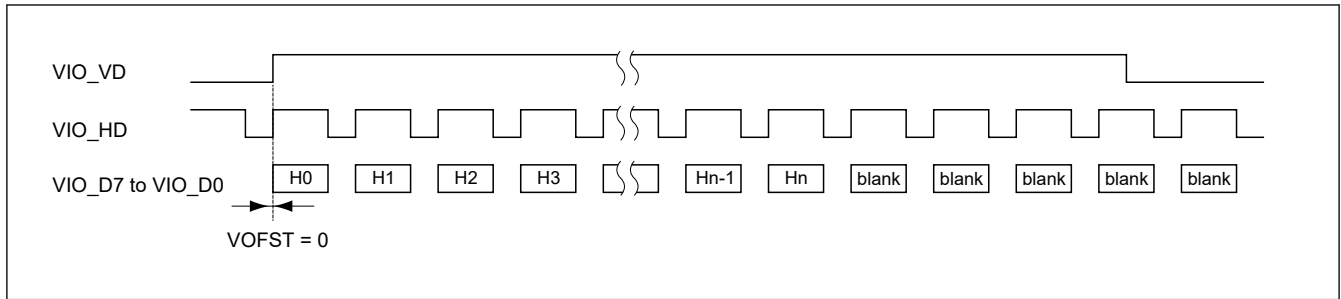 VIO_VD
VIO_HD
VIO_D7 to VIO_D0 H0 H1 H2 H3 Hn-1 Hn blank blank blank blank blank
VOFST = 0